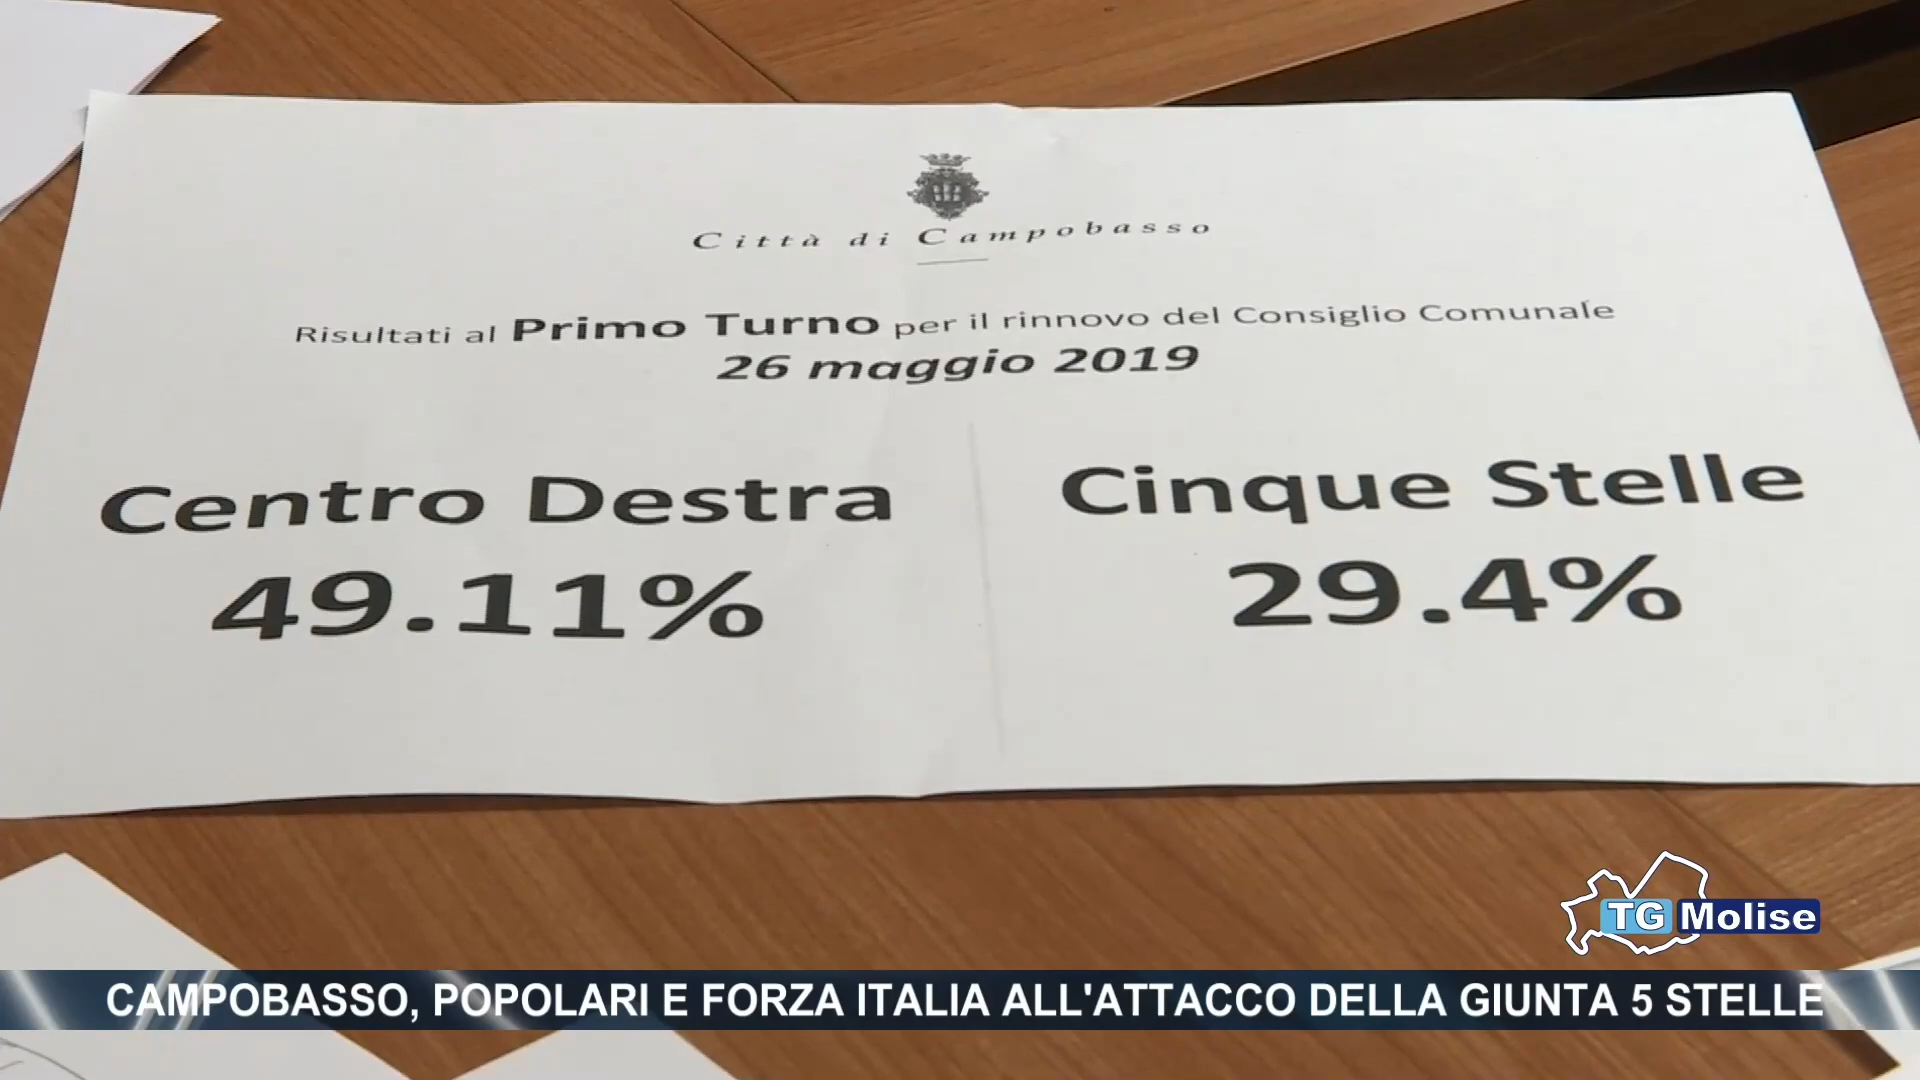 Città di Campobasso
Risultati al Primo Turno per il rinnovo del Consiglio Comunale
26 maggio 2019
Centro Destra
49.11%
Cinque Stelle
29.4%
TG Molise
CAMPOBASSO, POPOLARI E FORZA ITALIA ALL'ATTACCO DELLA GIUNTA 5 STELLE